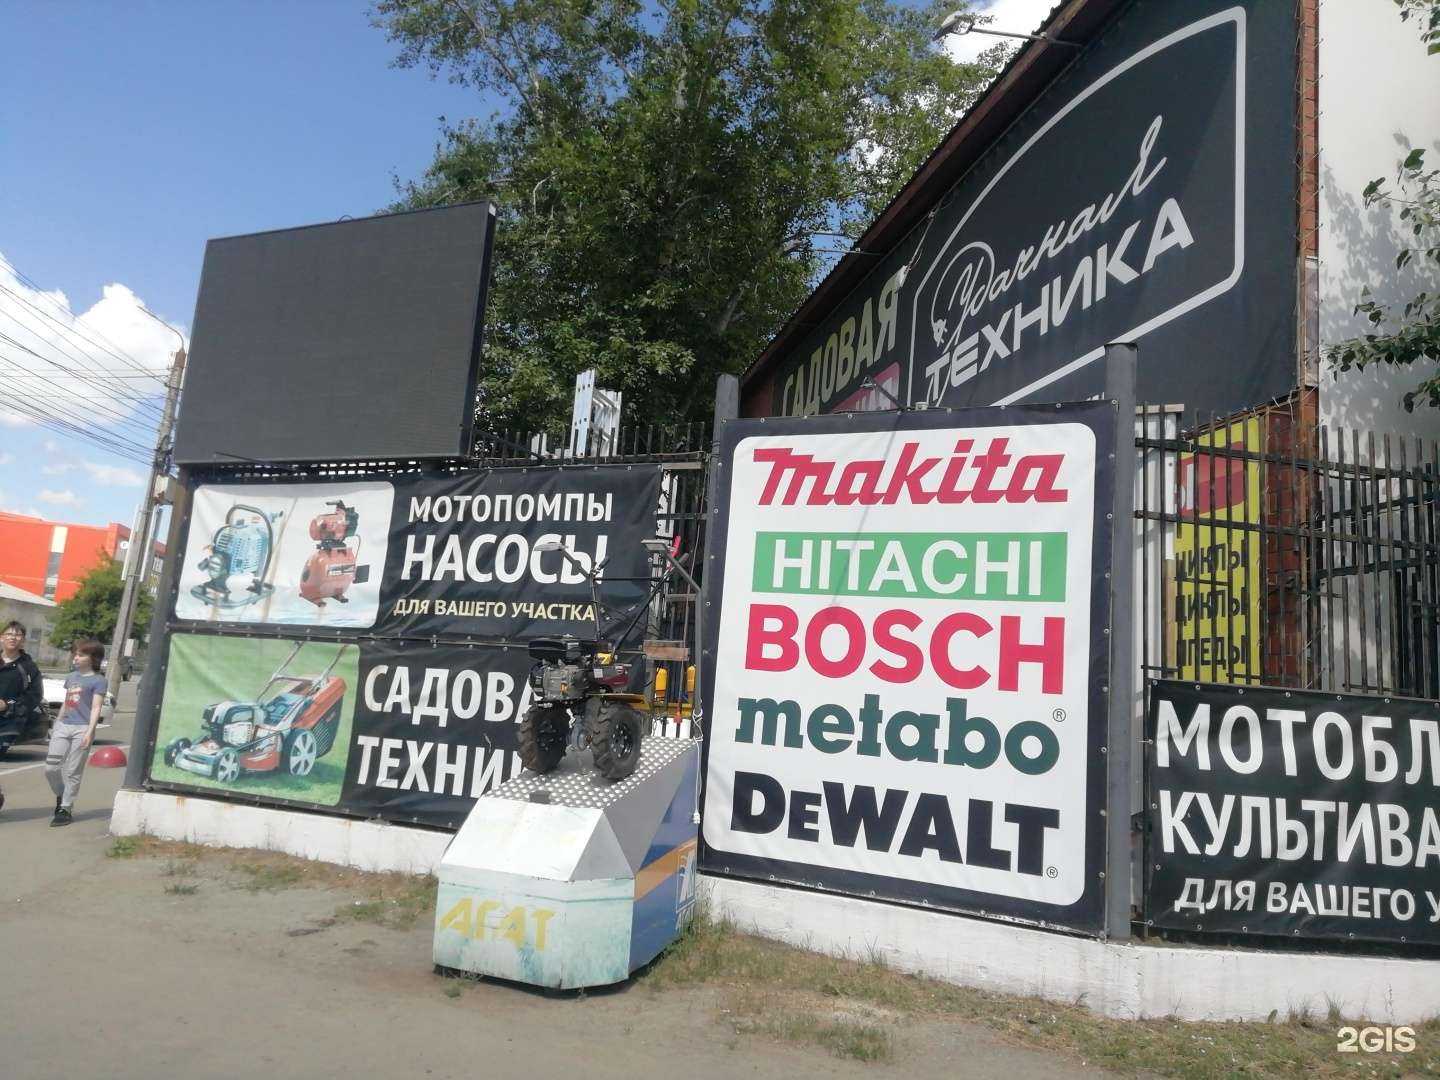 Удачная
ТЕХНИКА
САДОВАЯ
МОТОПОМПЫ
НАСОСЫ
ДЛЯ ВАШЕГО УЧАСТКА
САДОВА
ТЕХНИ
АГАТ
makita
HITACHI
BOSCH
metabo®
DEWALT®
МОТОБЛ
КУЛЬТИВА
ДЛЯ ВАШЕГО У
2GIS